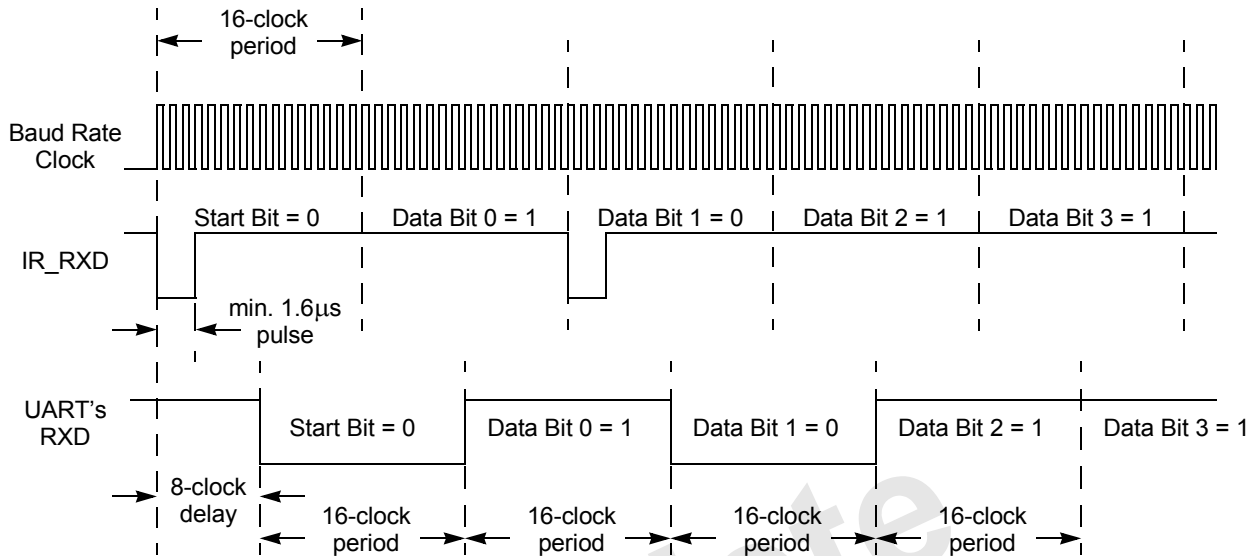 16-clock
period
Baud Rate
Clock
Start Bit = 0
Data Bit 0 = 1
Data Bit 1 = 0
Data Bit 2 = 1
Data Bit 3 = 1
IR_RXD
min. 1.6μs
pulse
UART's
RXD
Start Bit = 0
Data Bit 0 = 1
Data Bit 1 = 0
Data Bit 2 = 1
Data Bit 3 = 1
8-clock
delay
16-clock
period
16-clock
period
16-clock
period
16-clock
period